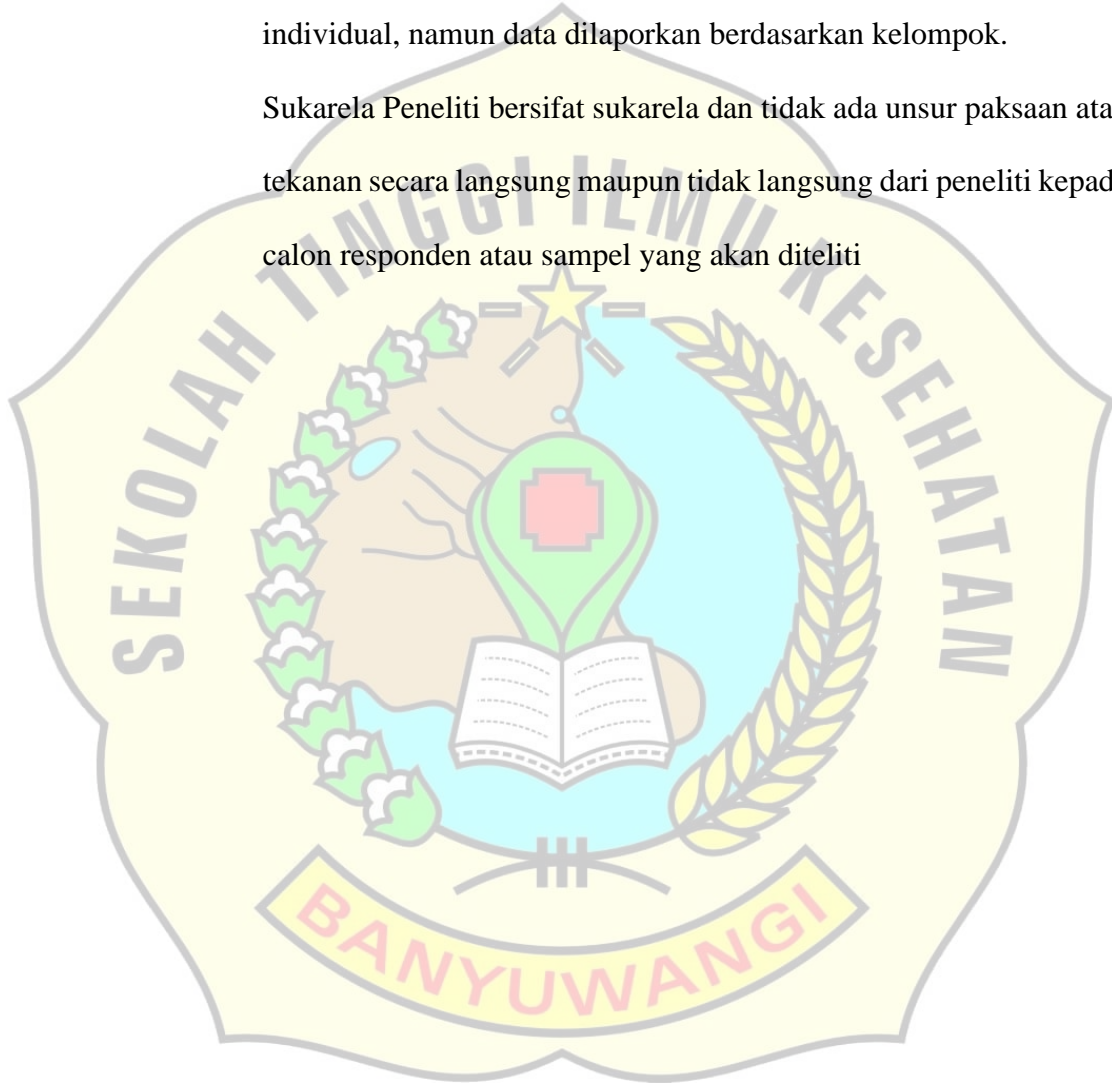 individual, namun data dilaporkan berdasarkan kelompok.
Sukarela Peneliti bersifat sukarela dan tidak ada unsur paksaan ata
tekanan secara langsung maupun tidak langsung dari peneliti kepad
calon responden atau sampel yang akan diteliti
SEKOLAH TINGGI ILMU KESEHATAN
BANYUWANGI